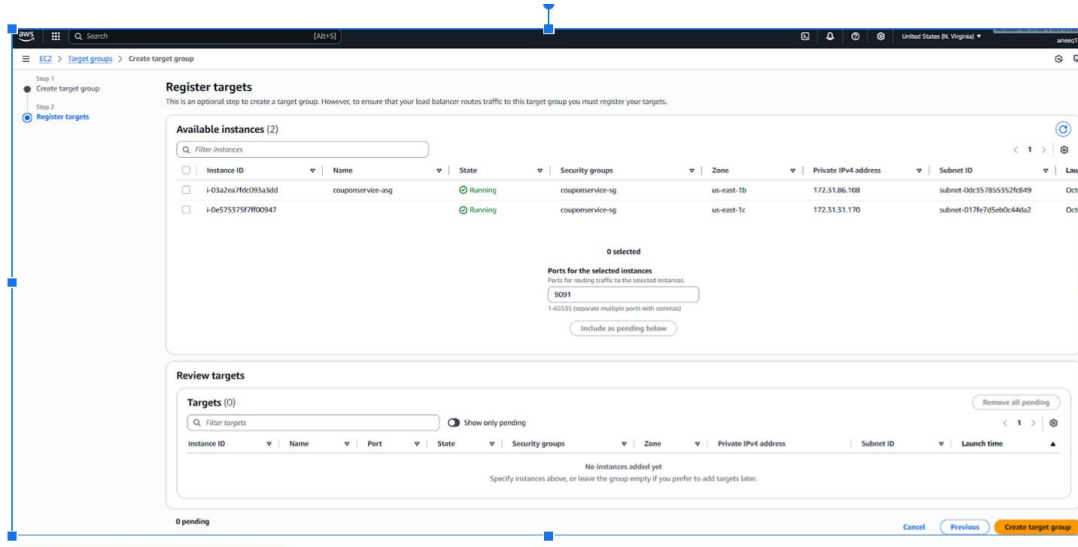 aws Search [Alt+S] United States (N. Virginia)
EC2 > Target groups > Create target group
Step 1
Create target group
Step 2
Register targets
Register targets
This is an optional step to create a target group. However, to ensure that your load balancer routes traffic to this target group you must register your targets.
Available instances (2)
Filter instances
1
Instance ID Name State Security groups Zone Private IPv4 address Subnet ID Lau
i-03a2ea7fdc093a3dd couponservice-asg Running couponservice-sg us-east-1b 172.31.86.108 subnet-0dc357855352fc849 Oct
i-0e575375f7ff00947 Running couponservice-sg us-east-1c 172.31.31.170 subnet-017fe7d5eb0c44da2 Oct
0 selected
Ports for the selected instances
Ports for routing traffic to the selected instances.
9091
1-65535 (separate multiple ports with commas)
Include as pending below
Review targets
Targets (0)
Remove all pending
Filter targets Show only pending 1
Instance ID Name Port State Security groups Zone Private IPv4 address Subnet ID Launch time
No instances added yet
Specify instances above, or leave the group empty if you prefer to add targets later.
0 pending
Cancel Previous Create target group